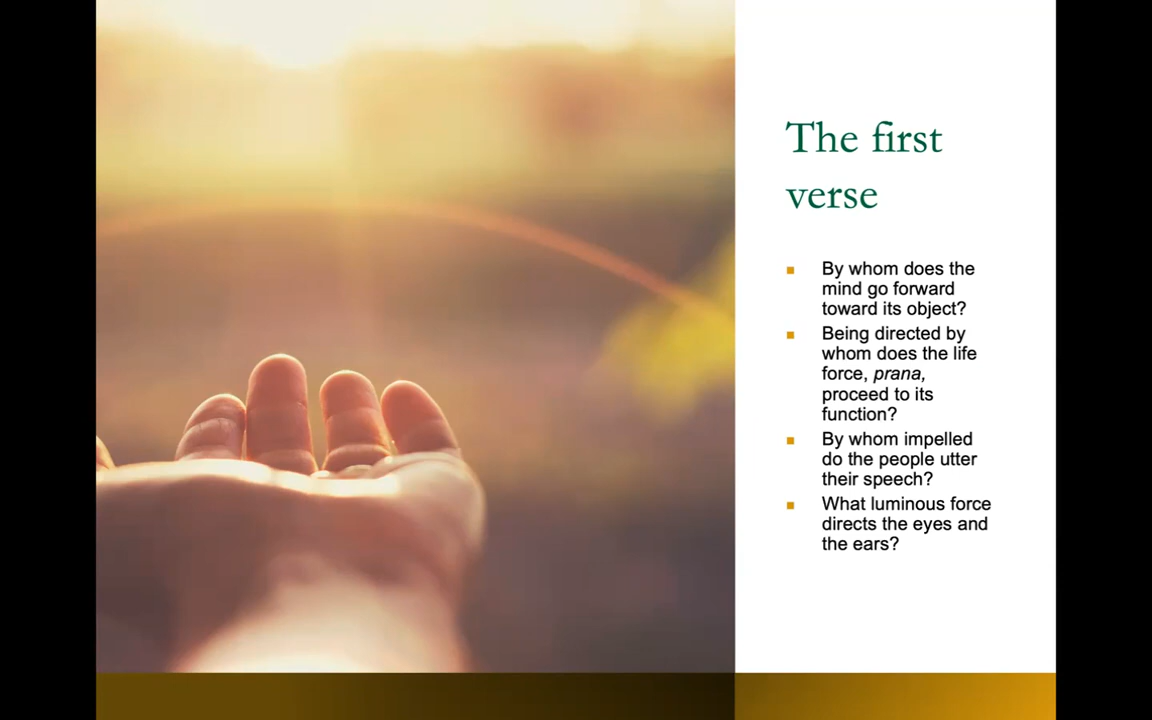 The first
verse
By whom does the
mind go forward
toward its object?
Being directed by
whom does the life
force, prana,
proceed to its
function?
By whom impelled
do the people utter
their speech?
What luminous force
directs the eyes and
the ears?